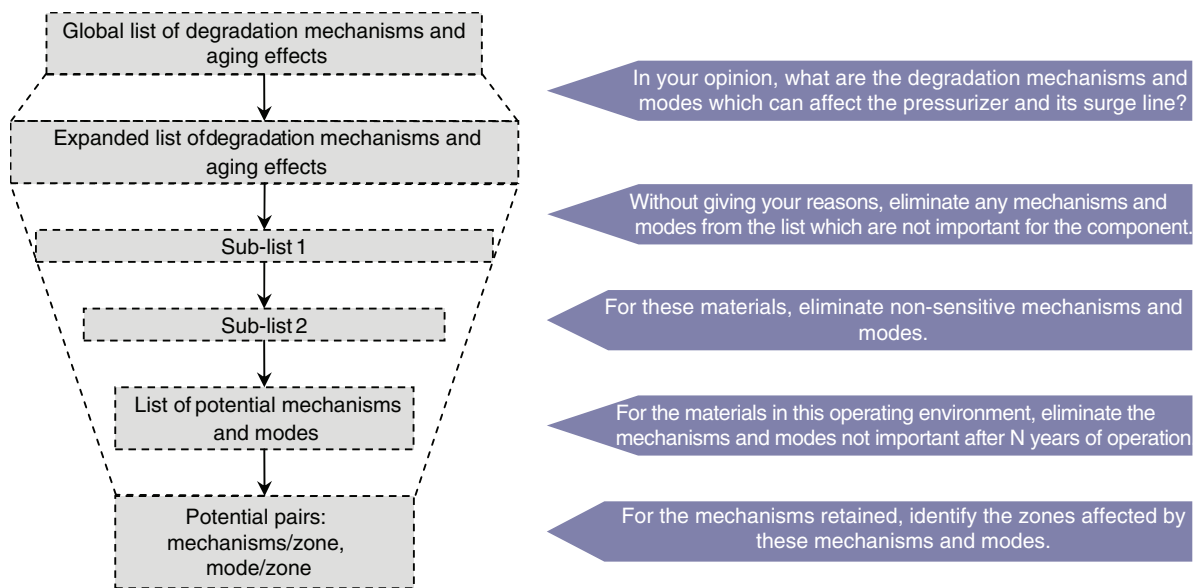 Global list of degradation mechanisms and
aging effects
In your opinion, what are the degradation mechanisms and
modes which can affect the pressurizer and its surge line?
Expanded list of degradation mechanisms and
aging effects
Without giving your reasons, eliminate any mechanisms and
modes from the list which are not important for the component.
Sub-list 1
For these materials, eliminate non-sensitive mechanisms and
modes.
Sub-list 2
List of potential mechanisms
and modes
For the materials in this operating environment, eliminate the
mechanisms and modes not important after N years of operation
Potential pairs:
mechanisms/zone,
mode/zone
For the mechanisms retained, identify the zones affected by
these mechanisms and modes.